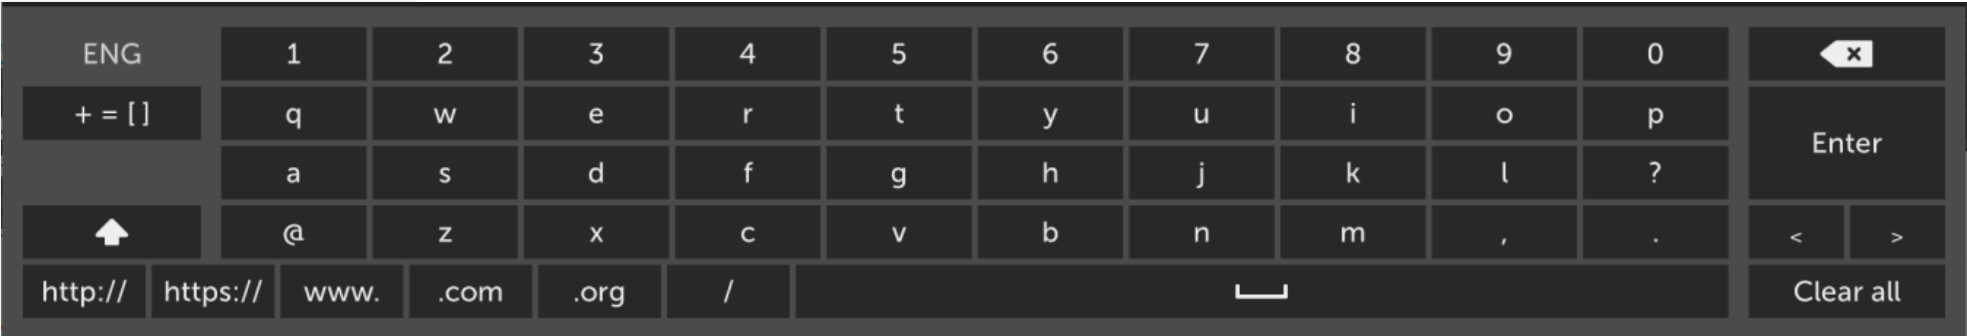 ENG 1 2 3 4 5 6 7 8 9 0
+ = [ ] q w e r t y u i o p
Enter
a s d f g h j k l ?
@ z x c v b n m , . < >
http:// https:// www. .com .org / Clear all